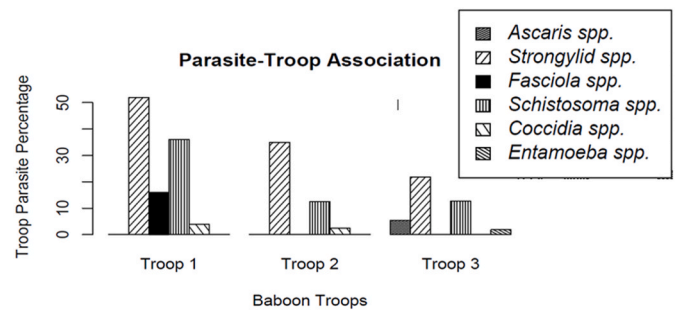 Parasite-Troop Association
Ascaris spp.
Strongylid spp.
Fasciola spp.
Schistosoma spp.
Coccidia spp.
Entamoeba spp.
Troop Parasite Percentage
50
30
10
0
Troop 1
Troop 2
Troop 3
Baboon Troops